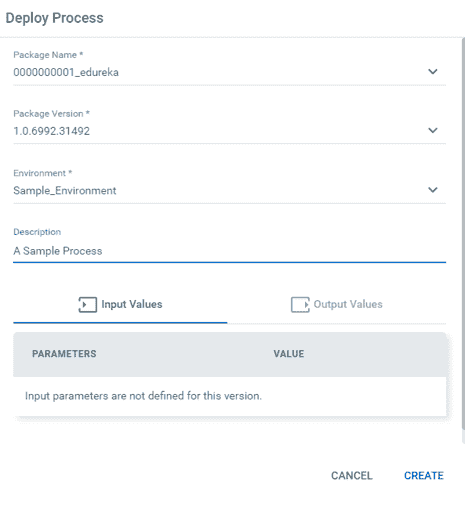 Deploy Process
Package Name *
0000000001_edureka
Package Version *
1.0.6992.31492
Environment *
Sample_Environment
Description
A Sample Process
Input Values Output Values
PARAMETERS VALUE
Input parameters are not defined for this version.
CANCEL CREATE